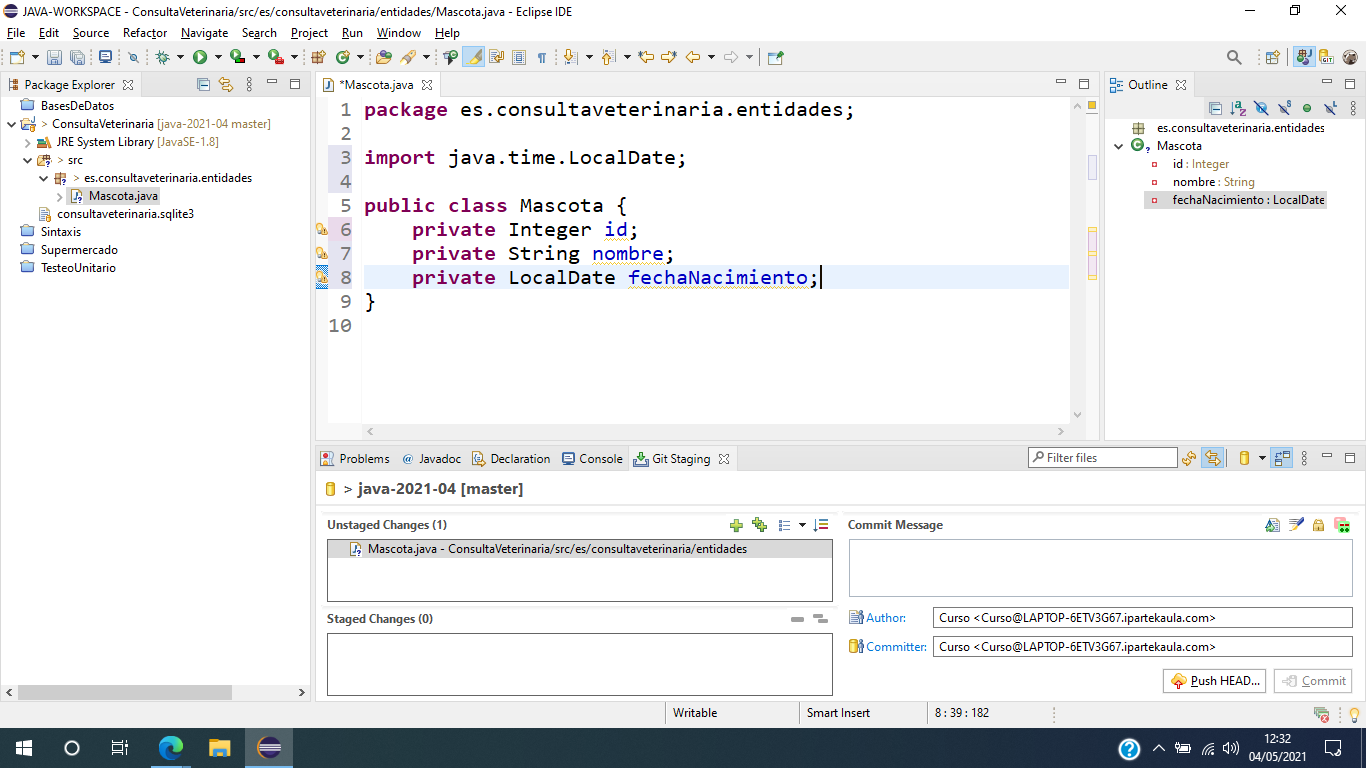 JAVA-WORKSPACE - ConsultaVeterinaria/src/es/consultaveterinaria/entidades/Mascota.java - Eclipse IDE
File Edit Source Refactor Navigate Search Project Run Window Help
Package Explorer
BasesDeDatos
> ConsultaVeterinaria [java-2021-04 master]
JRE System Library [JavaSE-1.8]
> src
> es.consultaveterinaria.entidades
Mascota.java
consultaveterinaria.sqlite3
Sintaxis
Supermercado
TesteoUnitario
*Mascota.java
1 package es.consultaveterinaria.entidades;
2
3 import java.time.LocalDate;
4
5 public class Mascota {
6 private Integer id;
7 private String nombre;
8 private LocalDate fechaNacimiento;
9 }
10
Outline
es.consultaveterinaria.entidades
Mascota
id : Integer
nombre : String
fechaNacimiento : LocalDate
Problems @ Javadoc Declaration Console Git Staging
Filter files
> java-2021-04 [master]
Unstaged Changes (1)
Mascota.java - ConsultaVeterinaria/src/es/consultaveterinaria/entidades
Staged Changes (0)
Commit Message
Author: Curso <Curso@LAPTOP-6ETV3G67.ipartekaula.com>
Committer: Curso <Curso@LAPTOP-6ETV3G67.ipartekaula.com>
Push HEAD... Commit
Writable Smart Insert 8 : 39 : 182
12:32
04/05/2021